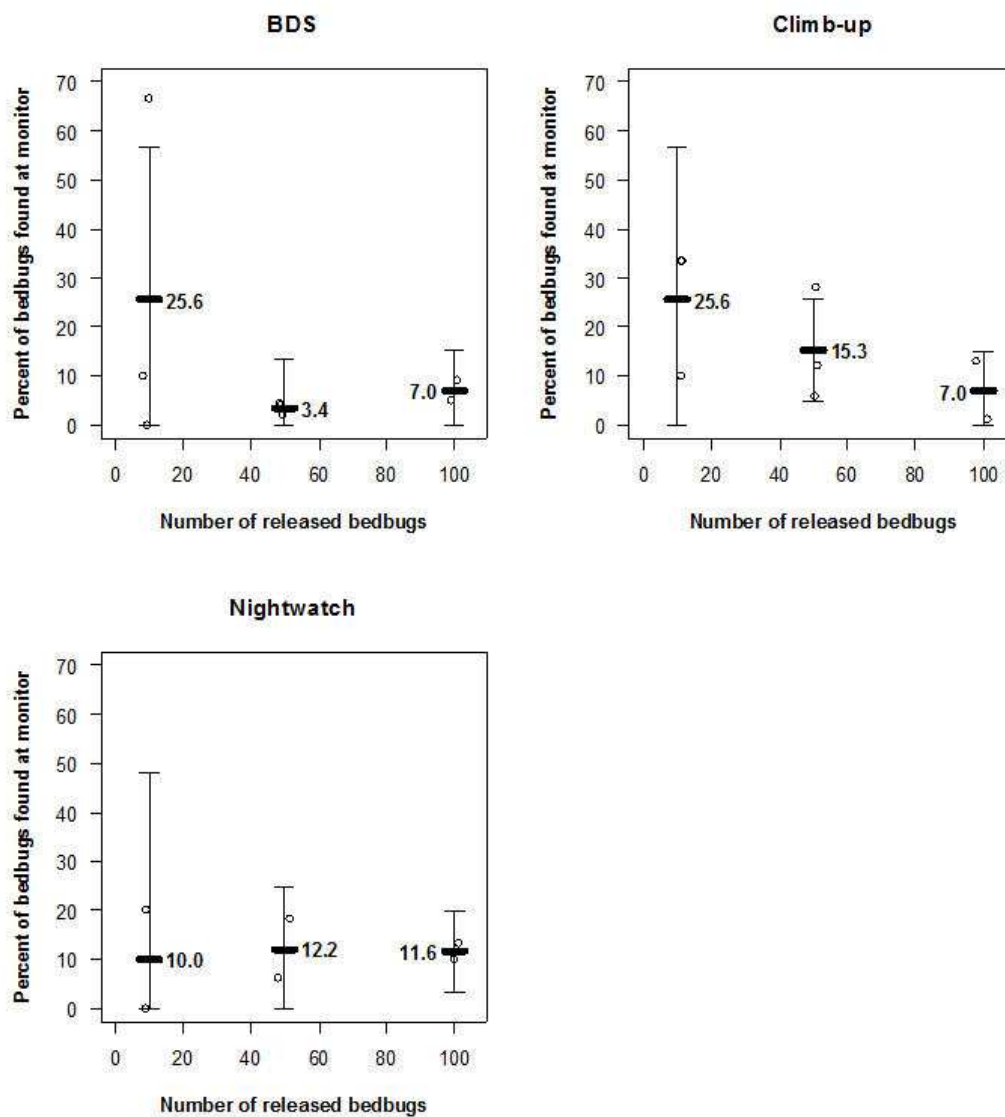 BDS
Percent of bedbugs found at monitor
70
60
50
40
30
20
10
0
25.6
3.4
7.0
0 20 40 60 80 100
Number of released bedbugs
Climb-up
Percent of bedbugs found at monitor
70
60
50
40
30
20
10
0
25.6
15.3
7.0
0 20 40 60 80 100
Number of released bedbugs
Nightwatch
Percent of bedbugs found at monitor
70
60
50
40
30
20
10
0
10.0
12.2
11.6
0 20 40 60 80 100
Number of released bedbugs